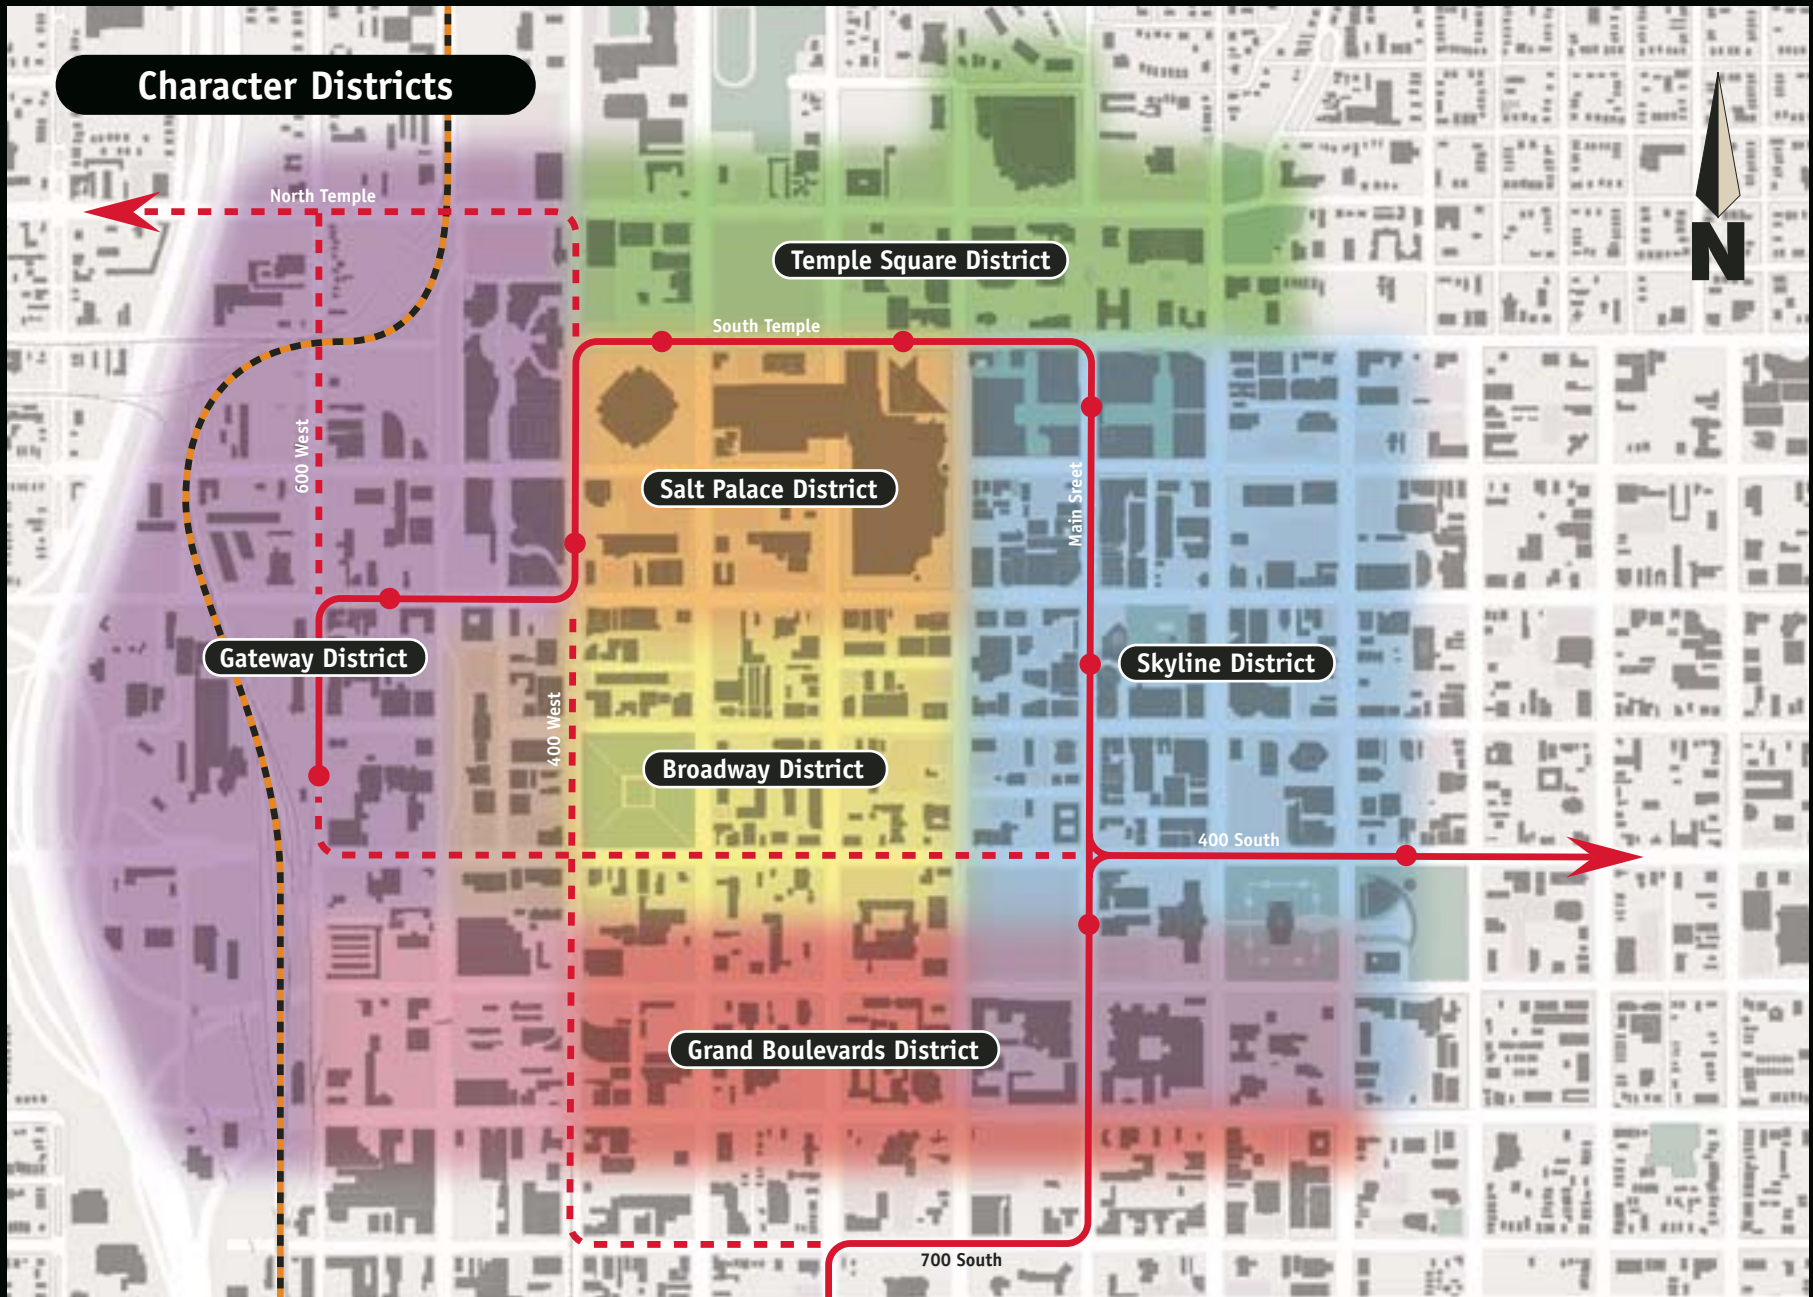 Character Districts
North Temple
Temple Square District
N
South Temple
600 West
Salt Palace District
Main Sreet
Gateway District
Skyline District
400 West
Broadway District
400 South
Grand Boulevards District
700 South